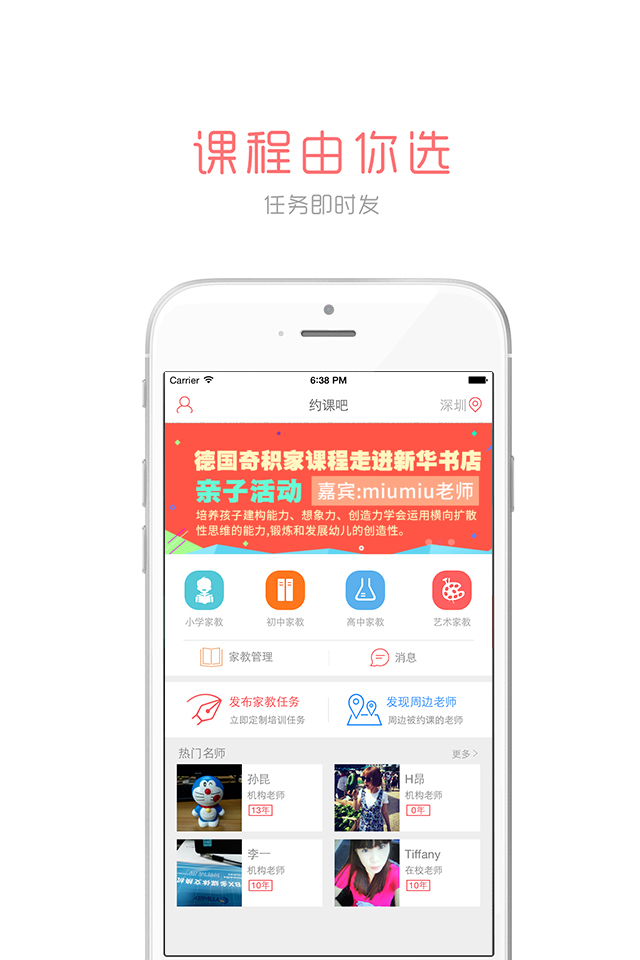 课程由你选
任务即时发
Carrier 6:38 PM
约课吧 深圳
德国奇积家课程走进新华书店
亲子活动 嘉宾:miumiu老师
培养孩子建构能力、想象力、创造力学会运用横向扩散
性思维的能力,锻炼和发展幼儿的创造性。
小学家教 初中家教 高中家教 艺术家教
家教管理 消息
发布家教任务 发现周边老师
立即定制培训任务 周边被约课的老师
热门名师 更多
孙昆 H昂
机构老师 机构老师
13年 0年
李一 Tiffany
机构老师 在校老师
10年 10年